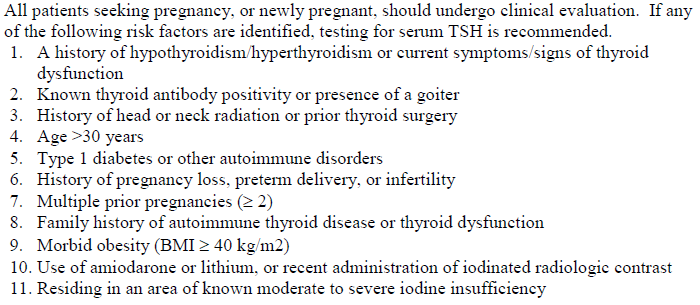 All patients seeking pregnancy, or newly pregnant, should undergo clinical evaluation.  If any
of the following risk factors are identified, testing for serum TSH is recommended.
1. A history of hypothyroidism/hyperthyroidism or current symptoms/signs of thyroid
dysfunction
2. Known thyroid antibody positivity or presence of a goiter
3. History of head or neck radiation or prior thyroid surgery
4. Age >30 years
5. Type 1 diabetes or other autoimmune disorders
6. History of pregnancy loss, preterm delivery, or infertility
7. Multiple prior pregnancies (≥ 2)
8. Family history of autoimmune thyroid disease or thyroid dysfunction
9. Morbid obesity (BMI ≥ 40 kg/m2)
10. Use of amiodarone or lithium, or recent administration of iodinated radiologic contrast
11. Residing in an area of known moderate to severe iodine insufficiency